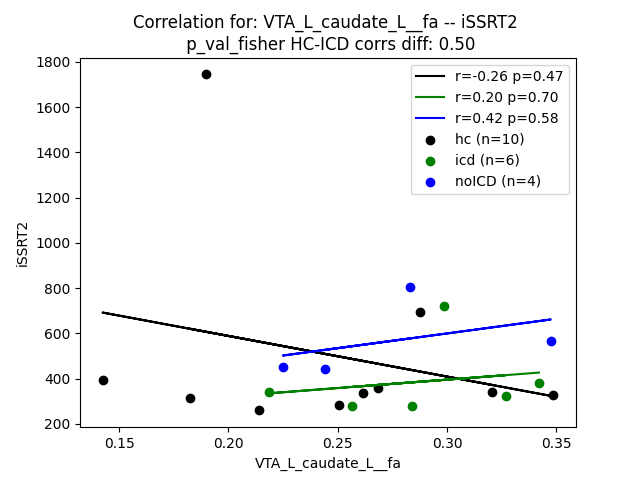 Correlation for: VTA_L_caudate_L__fa -- iSSRT2
p_val_fisher HC-ICD corrs diff: 0.50
1800
1600
1400
1200
1000
800
600
400
200
iSSRT2
r=-0.26 p=0.47
r=0.20 p=0.70
r=0.42 p=0.58
hc (n=10)
icd (n=6)
noICD (n=4)
0.15 0.20 0.25 0.30 0.35
VTA_L_caudate_L__fa